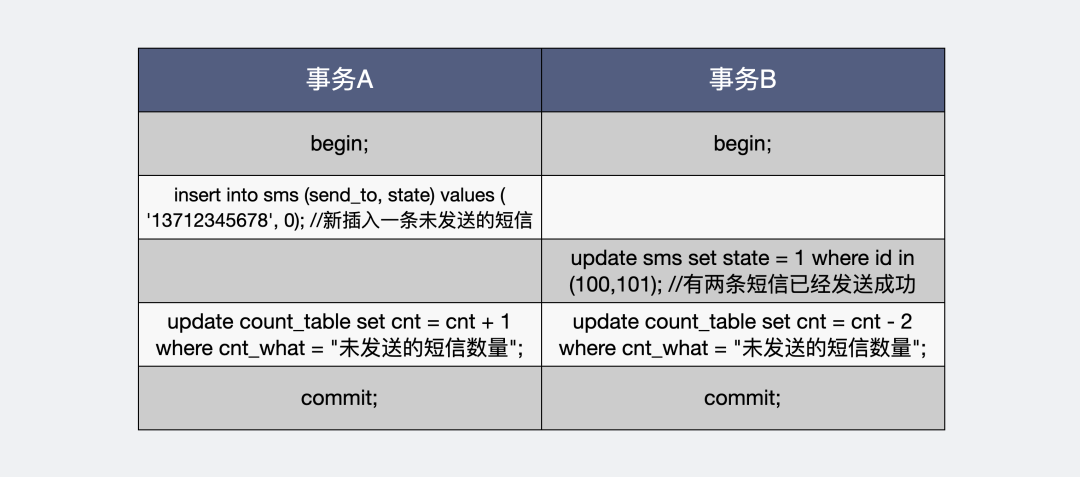 事务A
事务B
begin;
begin;
insert into sms (send_to, state) values (
'13712345678', 0); //新插入一条未发送的短信
update sms set state = 1 where id in
(100,101); //有两条短信已经发送成功
update count_table set cnt = cnt + 1
where cnt_what = "未发送的短信数量";
update count_table set cnt = cnt - 2
where cnt_what = "未发送的短信数量";
commit;
commit;